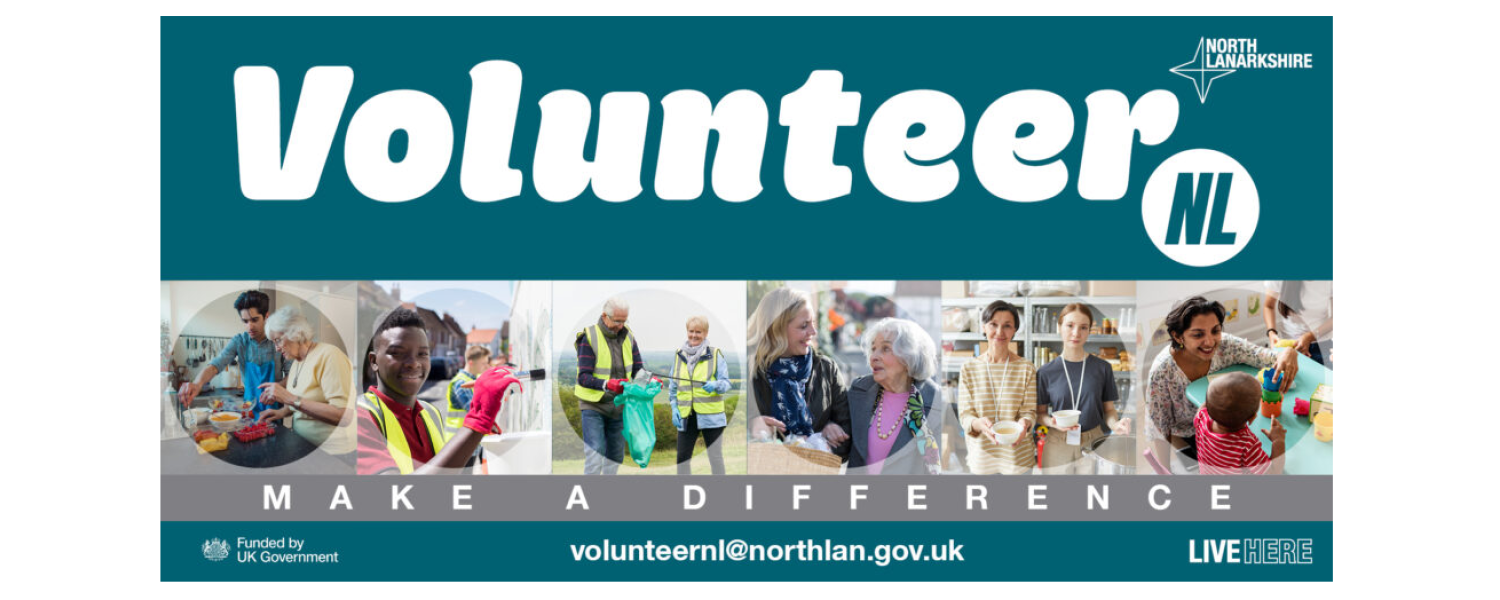 NORTH
LANARKSHIRE
Volunteer
NL
MAKE A DIFFERENCE
Funded by
UK Government
volunteernl@northlan.gov.uk
LIVEHERE